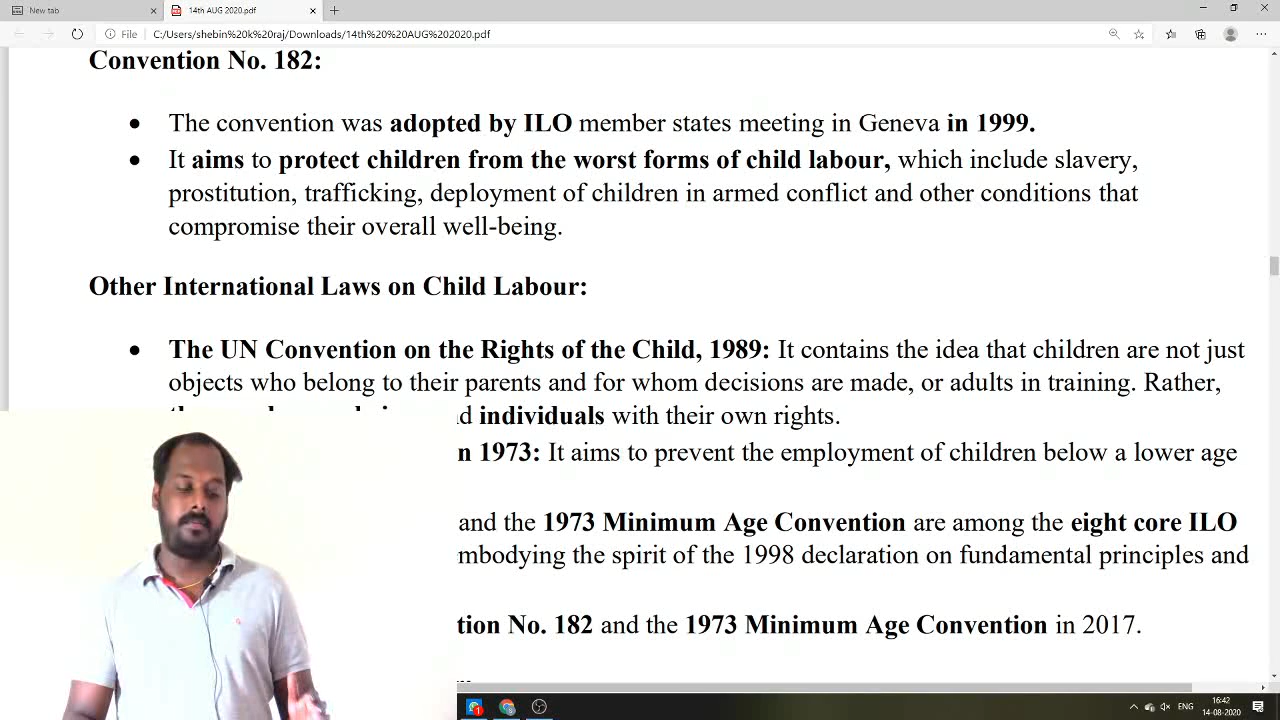 New tab
14th AUG 2020.pdf
File
C:/Users/shebin%20k%20raj/Downloads/14th%20%20AUG%202020.pdf
Convention No. 182:
• The convention was adopted by ILO member states meeting in Geneva in 1999.
• It aims to protect children from the worst forms of child labour, which include slavery,
prostitution, trafficking, deployment of children in armed conflict and other conditions that
compromise their overall well-being.
Other International Laws on Child Labour:
• The UN Convention on the Rights of the Child, 1989: It contains the idea that children are not just
objects who belong to their parents and for whom decisions are made, or adults in training. Rather,
individuals with their own rights.
1973: It aims to prevent the employment of children below a lower age
and the 1973 Minimum Age Convention are among the eight core ILO
the spirit of the 1998 declaration on fundamental principles and
No. 182 and the 1973 Minimum Age Convention in 2017.
1
ENG
16:42
14-08-2020